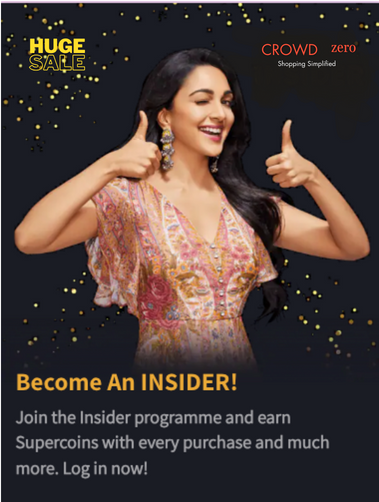 HUGE
SALE
CROWD zero
Shopping Simplified
Become An INSIDER!
Join the Insider programme and earn
Supercoins with every purchase and much
more. Log in now!